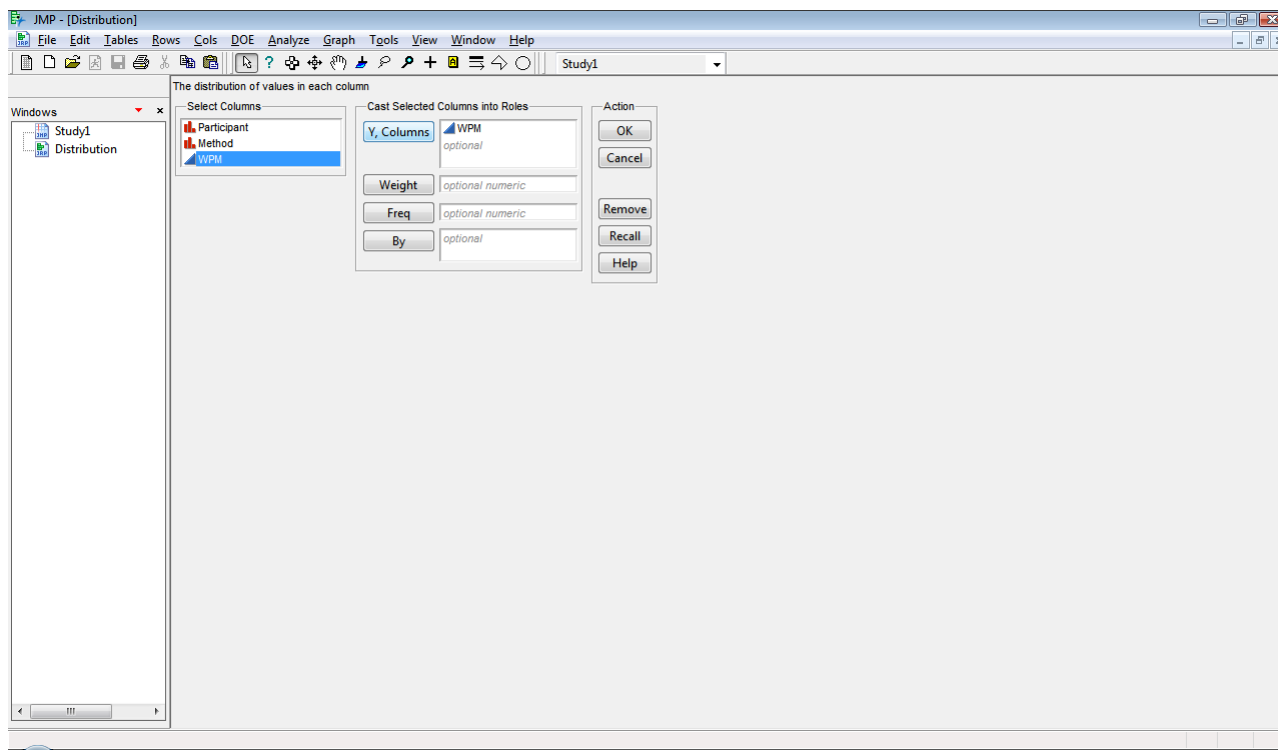 JMP - [Distribution]
File Edit Tables Rows Cols DOE Analyze Graph Tools View Window Help
Study1
The distribution of values in each column
Windows
Study1
Distribution
Select Columns
Participant
Method
WPM
Cast Selected Columns into Roles
Y, Columns
WPM
optional
Weight
optional numeric
Freq
optional numeric
By
optional
Action
OK
Cancel
Remove
Recall
Help